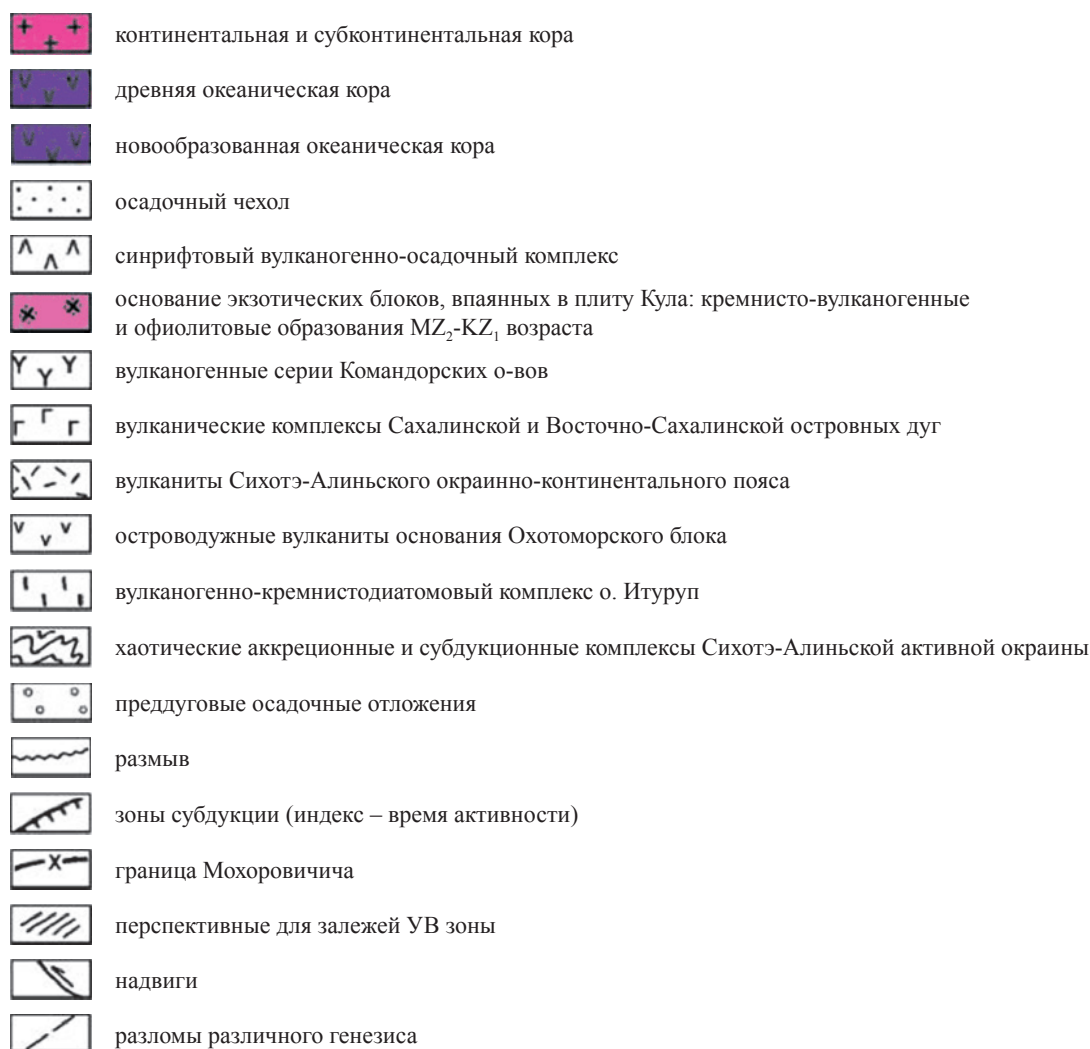 континентальная и субконтинентальная кора
древняя океаническая кора
новообразованная океаническая кора
осадочный чехол
синрифтовый вулканогенно-осадочный комплекс
основание экзотических блоков, впаянных в плиту Кула: кремнисто-вулканогенные
и офиолитовые образования MZ₂-KZ₁ возраста
вулканогенные серии Командорских о-вов
вулканические комплексы Сахалинской и Восточно-Сахалинской островных дуг
вулканиты Сихотэ-Алиньского окраинно-континентального пояса
островодужные вулканиты основания Охотоморского блока
вулканогенно-кремнистодиатомовый комплекс о. Итуруп
хаотические аккреционные и субдукционные комплексы Сихотэ-Алиньской активной окраины
преддуговые осадочные отложения
размыв
зоны субдукции (индекс – время активности)
граница Мохоровичича
перспективные для залежей УВ зоны
надвиги
разломы различного генезиса